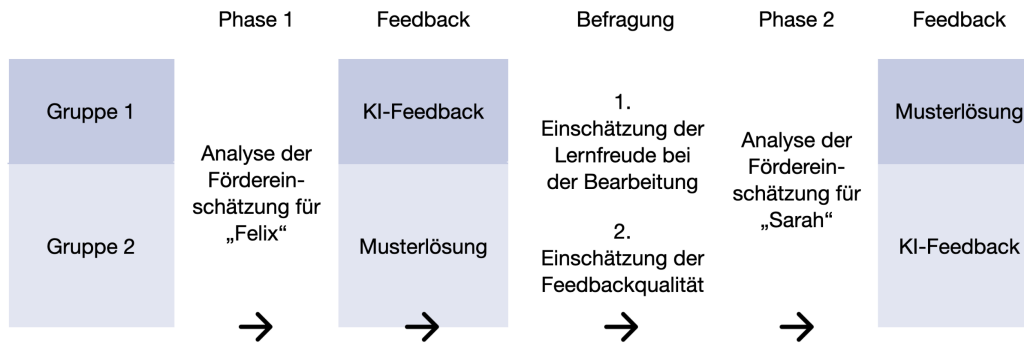 Phase 1
Feedback
Befragung
Phase 2
Feedback
Gruppe 1
Gruppe 2
Analyse der
Förderein-
schätzung für
„Felix“
KI-Feedback
Musterlösung
1.
Einschätzung der
Lernfreude bei
der Bearbeitung
2.
Einschätzung der
Feedbackqualität
Analyse der
Förderein-
schätzung für
„Sarah“
Musterlösung
KI-Feedback